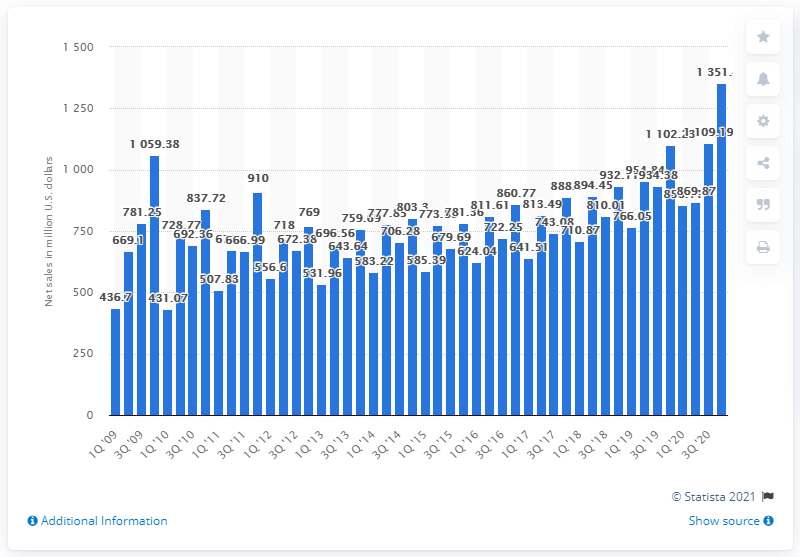 1 500
1 250
1 000
750
500
250
0
Net sales in million U.S. dollars
436.7
669.1
781.25
1 059.38
431.07
728.77
692.36
837.72
507.83
666.99
910
556.6
718
672.38
769
531.96
696.56
643.64
759.69
583.22
777.85
706.28
803.3
585.39
679.69
781.36
624.04
811.61
722.25
860.77
641.51
813.49
743.08
888
710.87
894.45
810.01
766.05
954.84
934.38
1 102.23
869.87
1 109.19
1 351.
1Q '09
3Q '09
1Q '10
3Q '10
1Q '11
3Q '11
1Q '12
3Q '12
1Q '13
3Q '13
1Q '14
3Q '14
1Q '15
3Q '15
1Q '16
3Q '16
1Q '17
3Q '17
1Q '18
3Q '18
1Q '19
3Q '19
1Q '20
3Q '20
© Statista 2021
Additional Information
Show source